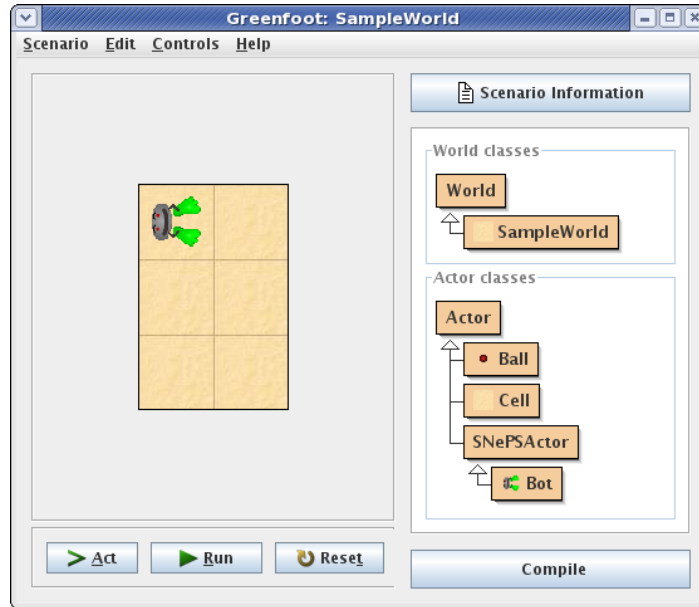 Greenfoot: SampleWorld
Scenario Edit Controls Help
Scenario Information
World classes
World
SampleWorld
Actor classes
Actor
Ball
Cell
SNePSActor
Bot
Act Run Reset
Compile